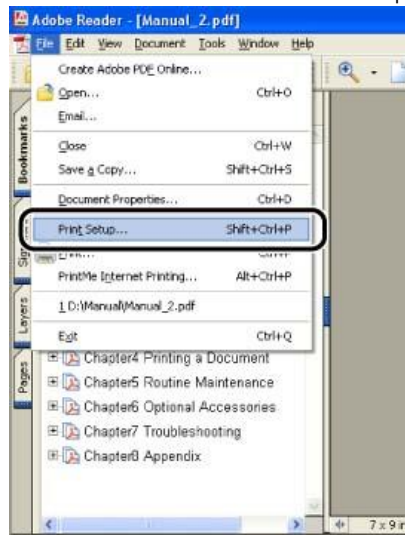 Adobe Reader - [Manual_2.pdf]
File Edit View Document Tools Window Help
Create Adobe PDF Online...
Open... Ctrl+O
Email...
Close Ctrl+W
Save a Copy... Shift+Ctrl+S
Document Properties... Ctrl+D
Print Setup... Shift+Ctrl+P
PrintMe Internet Printing... Alt+Ctrl+P
1 D:\Manual\Manual_2.pdf
Exit Ctrl+Q
Bookmarks
Layers
Pages
Chapter4 Printing a Document
Chapter5 Routine Maintenance
Chapter6 Optional Accessories
Chapter7 Troubleshooting
Chapter8 Appendix
7 x 9 in